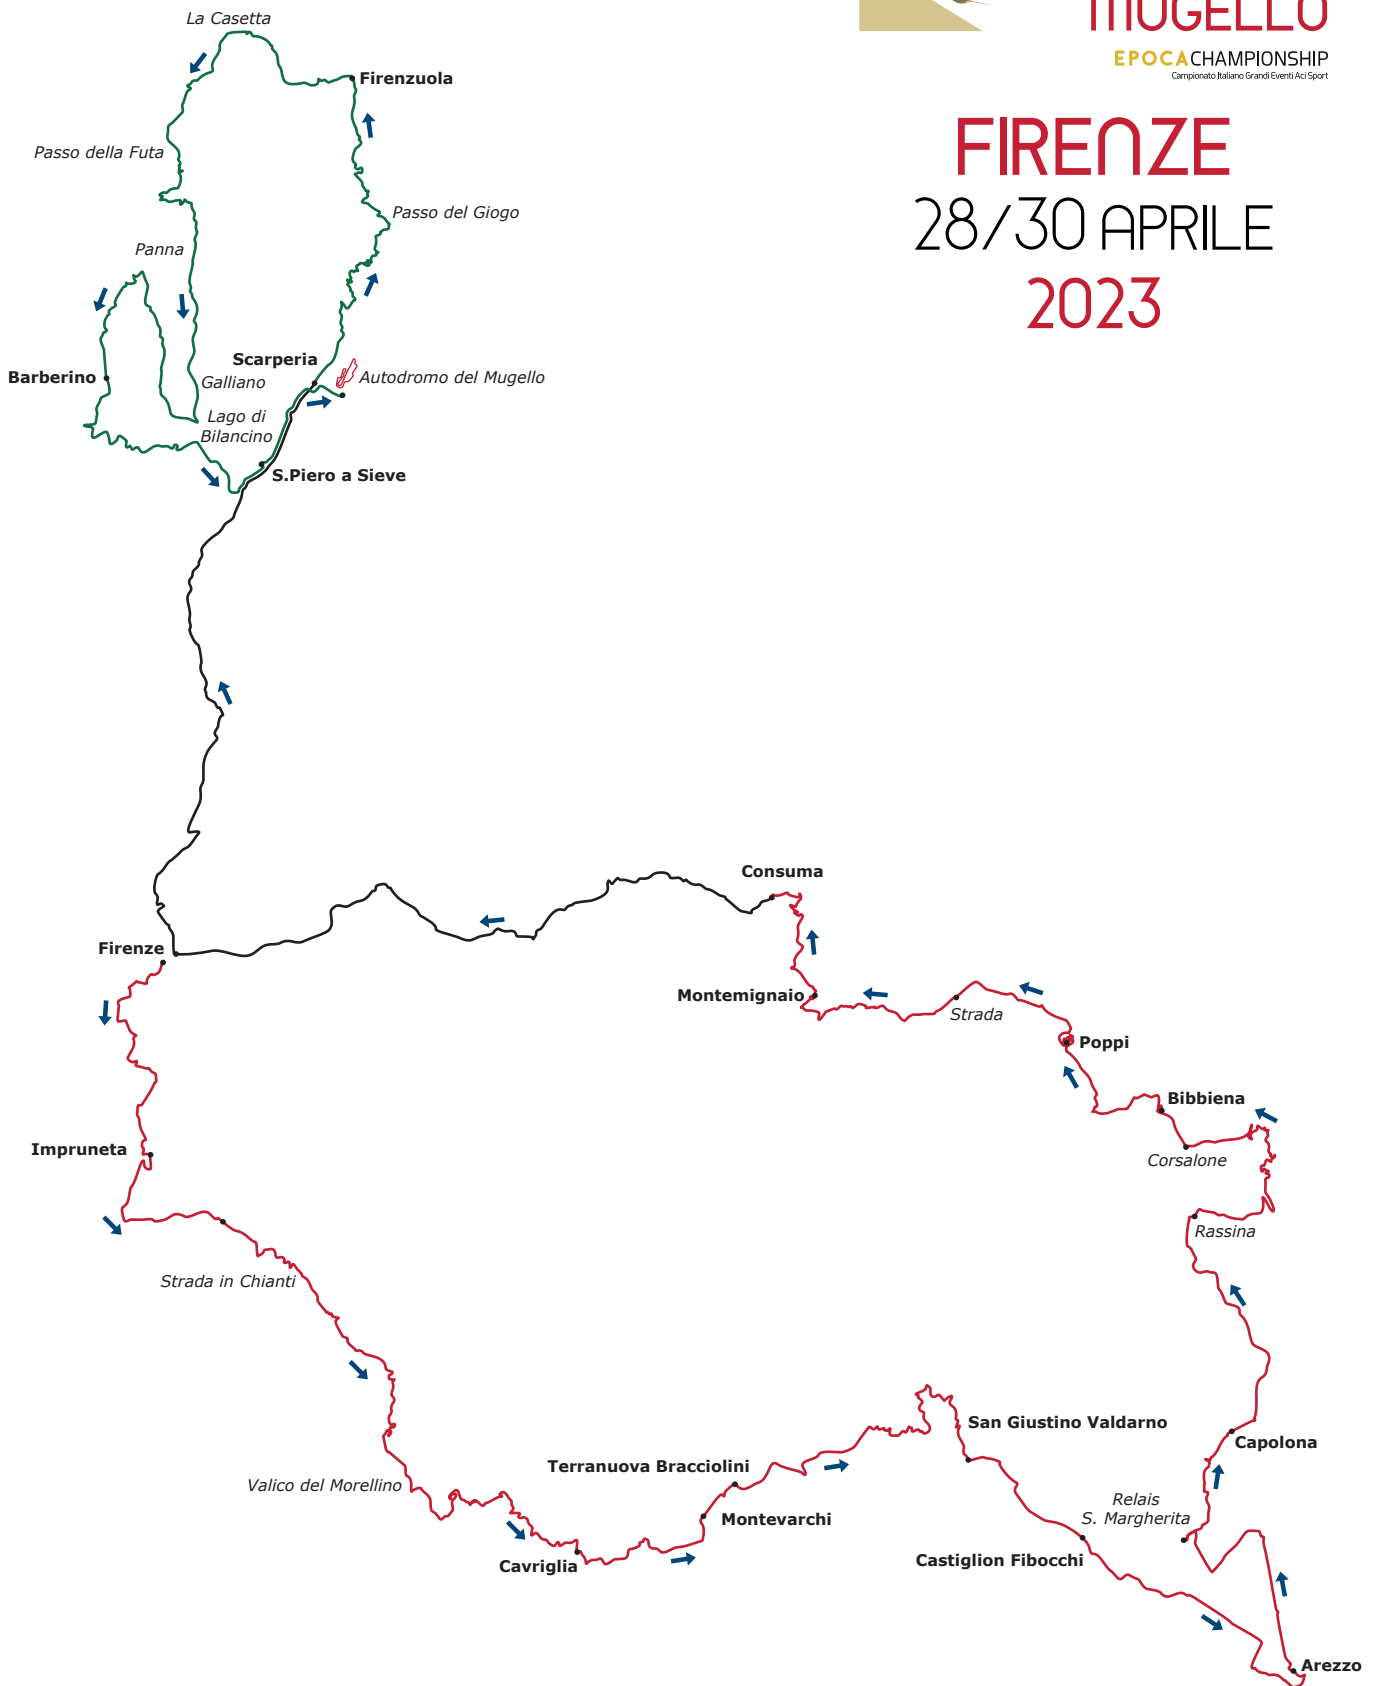 MUGELLO
EPOCACHAMPIONSHIP
Campionato Italiano Grandi Eventi Aci Sport
FIRENZE
28/30 APRILE
2023
La Casetta
Firenzuola
Passo della Futa
Passo del Giogo
Panna
Scarperia
Barberino
Galliano
Autodromo del Mugello
Lago di
Bilancino
S.Piero a Sieve
Consuma
Firenze
Montemignaio
Strada
Poppi
Bibbiena
Impruneta
Corsalone
Rassina
Strada in Chianti
San Giustino Valdarno
Capolona
Terranuova Bracciolini
Valico del Morellino
Relais
S. Margherita
Montevarchi
Cavriglia
Castiglion Fibocchi
Arezzo